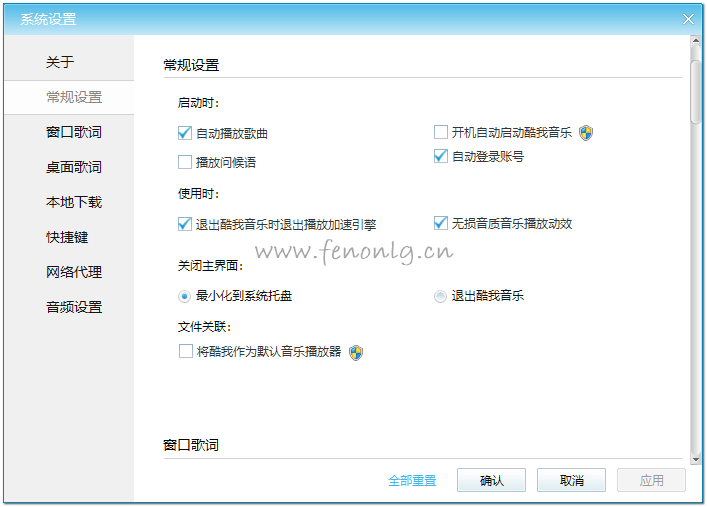 系统设置
关于
常规设置
窗口歌词
桌面歌词
本地下载
快捷键
网络代理
音频设置
常规设置
启动时:
自动播放歌曲
开机自动启动酷我音乐
播放问候语
自动登录账号
使用时:
退出酷我音乐时退出播放加速引擎
无损音质音乐播放动效
www.fenonlg.cn
关闭主界面:
最小化到系统托盘
退出酷我音乐
文件关联:
将酷我作为默认音乐播放器
窗口歌词
全部重置
确认
取消
应用